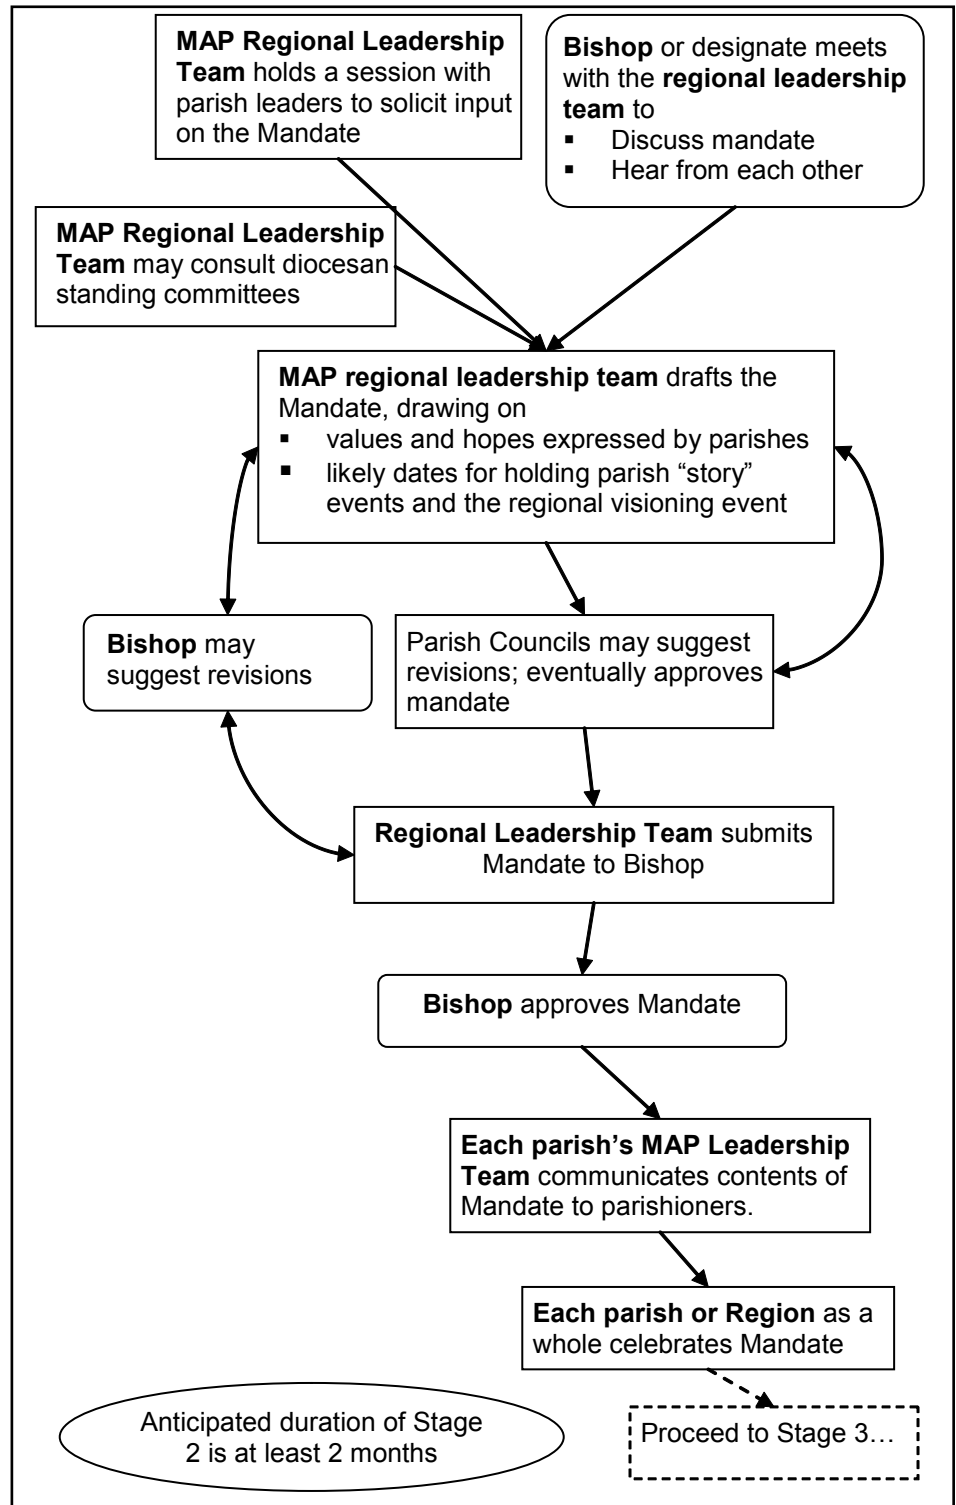 MAP Regional Leadership
Team holds a session with
parish leaders to solicit input
on the Mandate
Bishop or designate meets
with the regional leadership
team to
▪ Discuss mandate
▪ Hear from each other
MAP Regional Leadership
Team may consult diocesan
standing committees
MAP regional leadership team drafts the
Mandate, drawing on
▪ values and hopes expressed by parishes
▪ likely dates for holding parish “story”
events and the regional visioning event
Bishop may
suggest revisions
Parish Councils may suggest
revisions; eventually approves
mandate
Regional Leadership Team submits
Mandate to Bishop
Bishop approves Mandate
Each parish’s MAP Leadership
Team communicates contents of
Mandate to parishioners.
Each parish or Region as a
whole celebrates Mandate
Anticipated duration of Stage
2 is at least 2 months
Proceed to Stage 3…